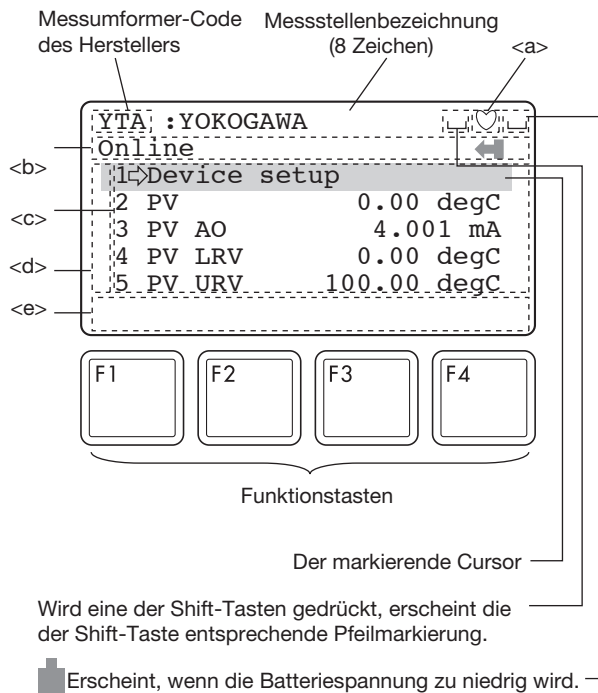 Messumformer-Code
des Herstellers
Messstellenbezeichnung
(8 Zeichen)
<a>
YTA :YOKOGAWA
Online
<b>
1⇨Device setup
<c>
2 PV 0.00 degC
3 PV AO 4.001 mA
<d>
4 PV LRV 0.00 degC
5 PV URV 100.00 degC
<e>
F1 F2 F3 F4
Funktionstasten
Der markierende Cursor
Wird eine der Shift-Tasten gedrückt, erscheint die
der Shift-Taste entsprechende Pfeilmarkierung.
Erscheint, wenn die Batteriespannung zu niedrig wird.